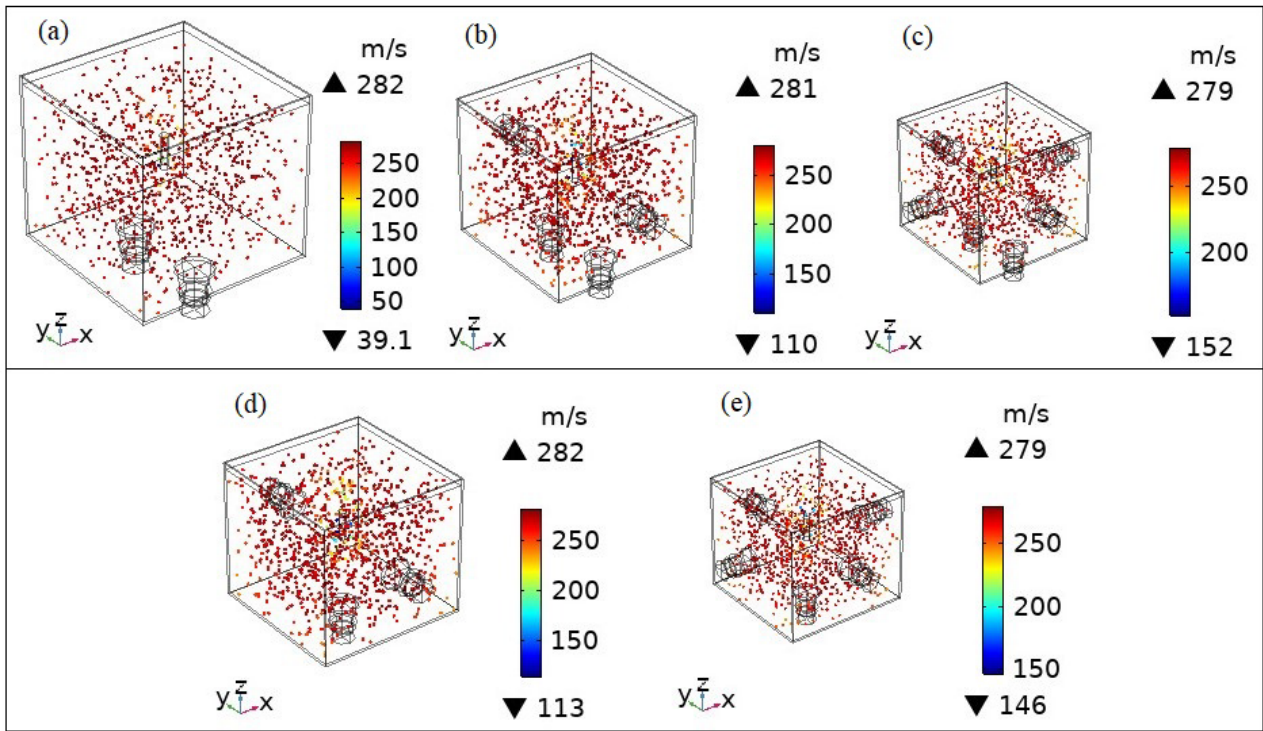 (a)
m/s
▲ 282
250
200
150
100
50
▼ 39.1
y z x
(b)
m/s
▲ 281
250
200
150
▼ 110
y z x
(c)
m/s
▲ 279
250
200
▼ 152
y z x
(d)
m/s
▲ 282
250
200
150
▼ 113
y z x
(e)
m/s
▲ 279
250
200
150
▼ 146
y z x